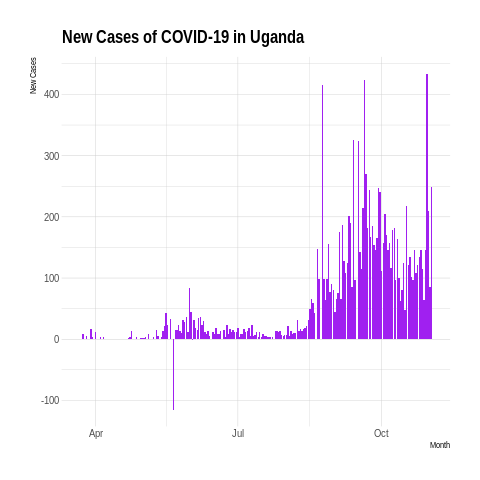 New Cases of COVID-19 in Uganda
New Cases
400
300
200
100
0
-100
Apr
Jul
Oct
Month